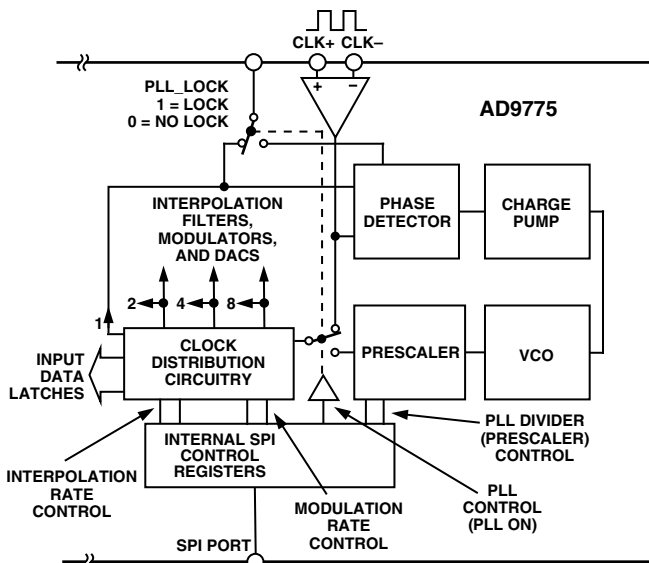 CLK+ CLK–
PLL_LOCK
1 = LOCK
0 = NO LOCK
+ –
AD9775
INTERPOLATION
FILTERS,
MODULATORS,
AND DACS
PHASE
DETECTOR
CHARGE
PUMP
2 4 8
1
CLOCK
DISTRIBUTION
CIRCUITRY
PRESCALER
VCO
INPUT
DATA
LATCHES
INTERNAL SPI
CONTROL
REGISTERS
PLL DIVIDER
(PRESCALER)
CONTROL
INTERPOLATION
RATE
CONTROL
MODULATION
RATE
CONTROL
PLL
CONTROL
(PLL ON)
SPI PORT